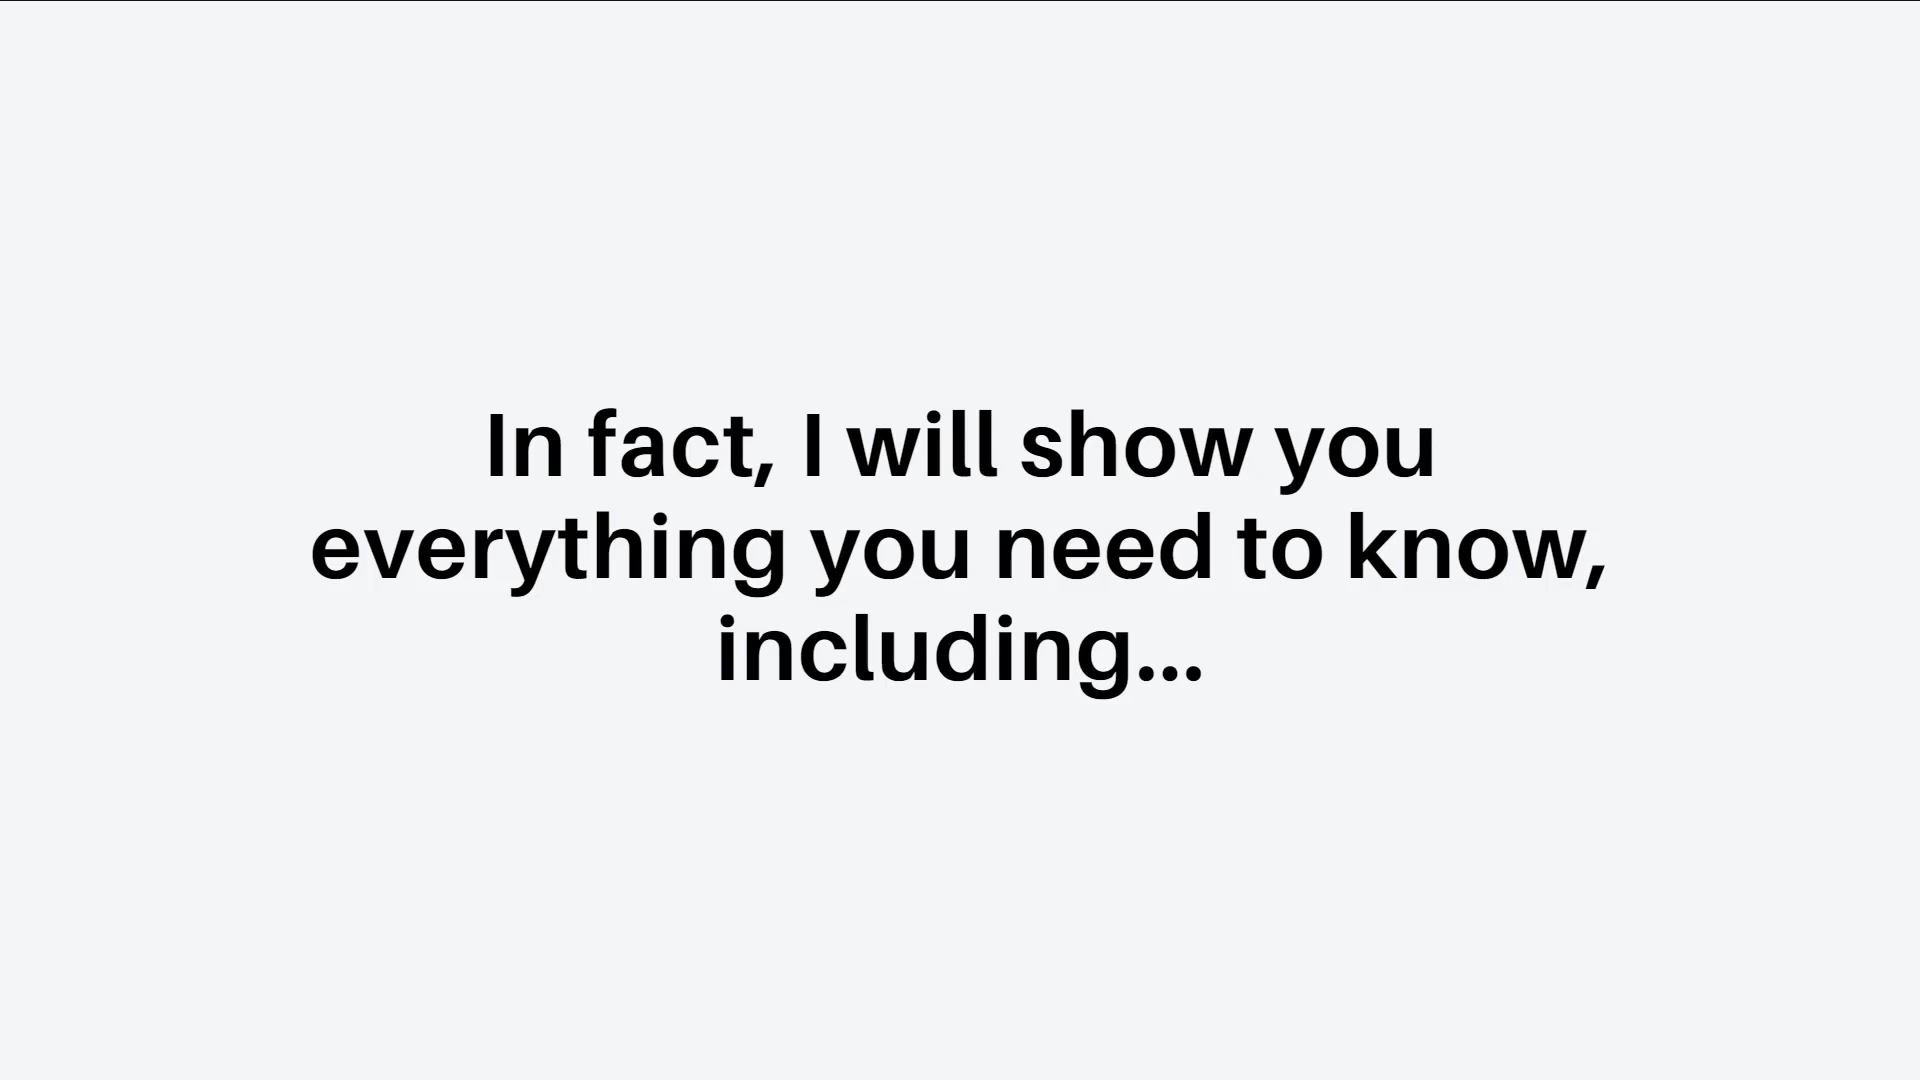 In fact, I will show you
everything you need to know,
including...